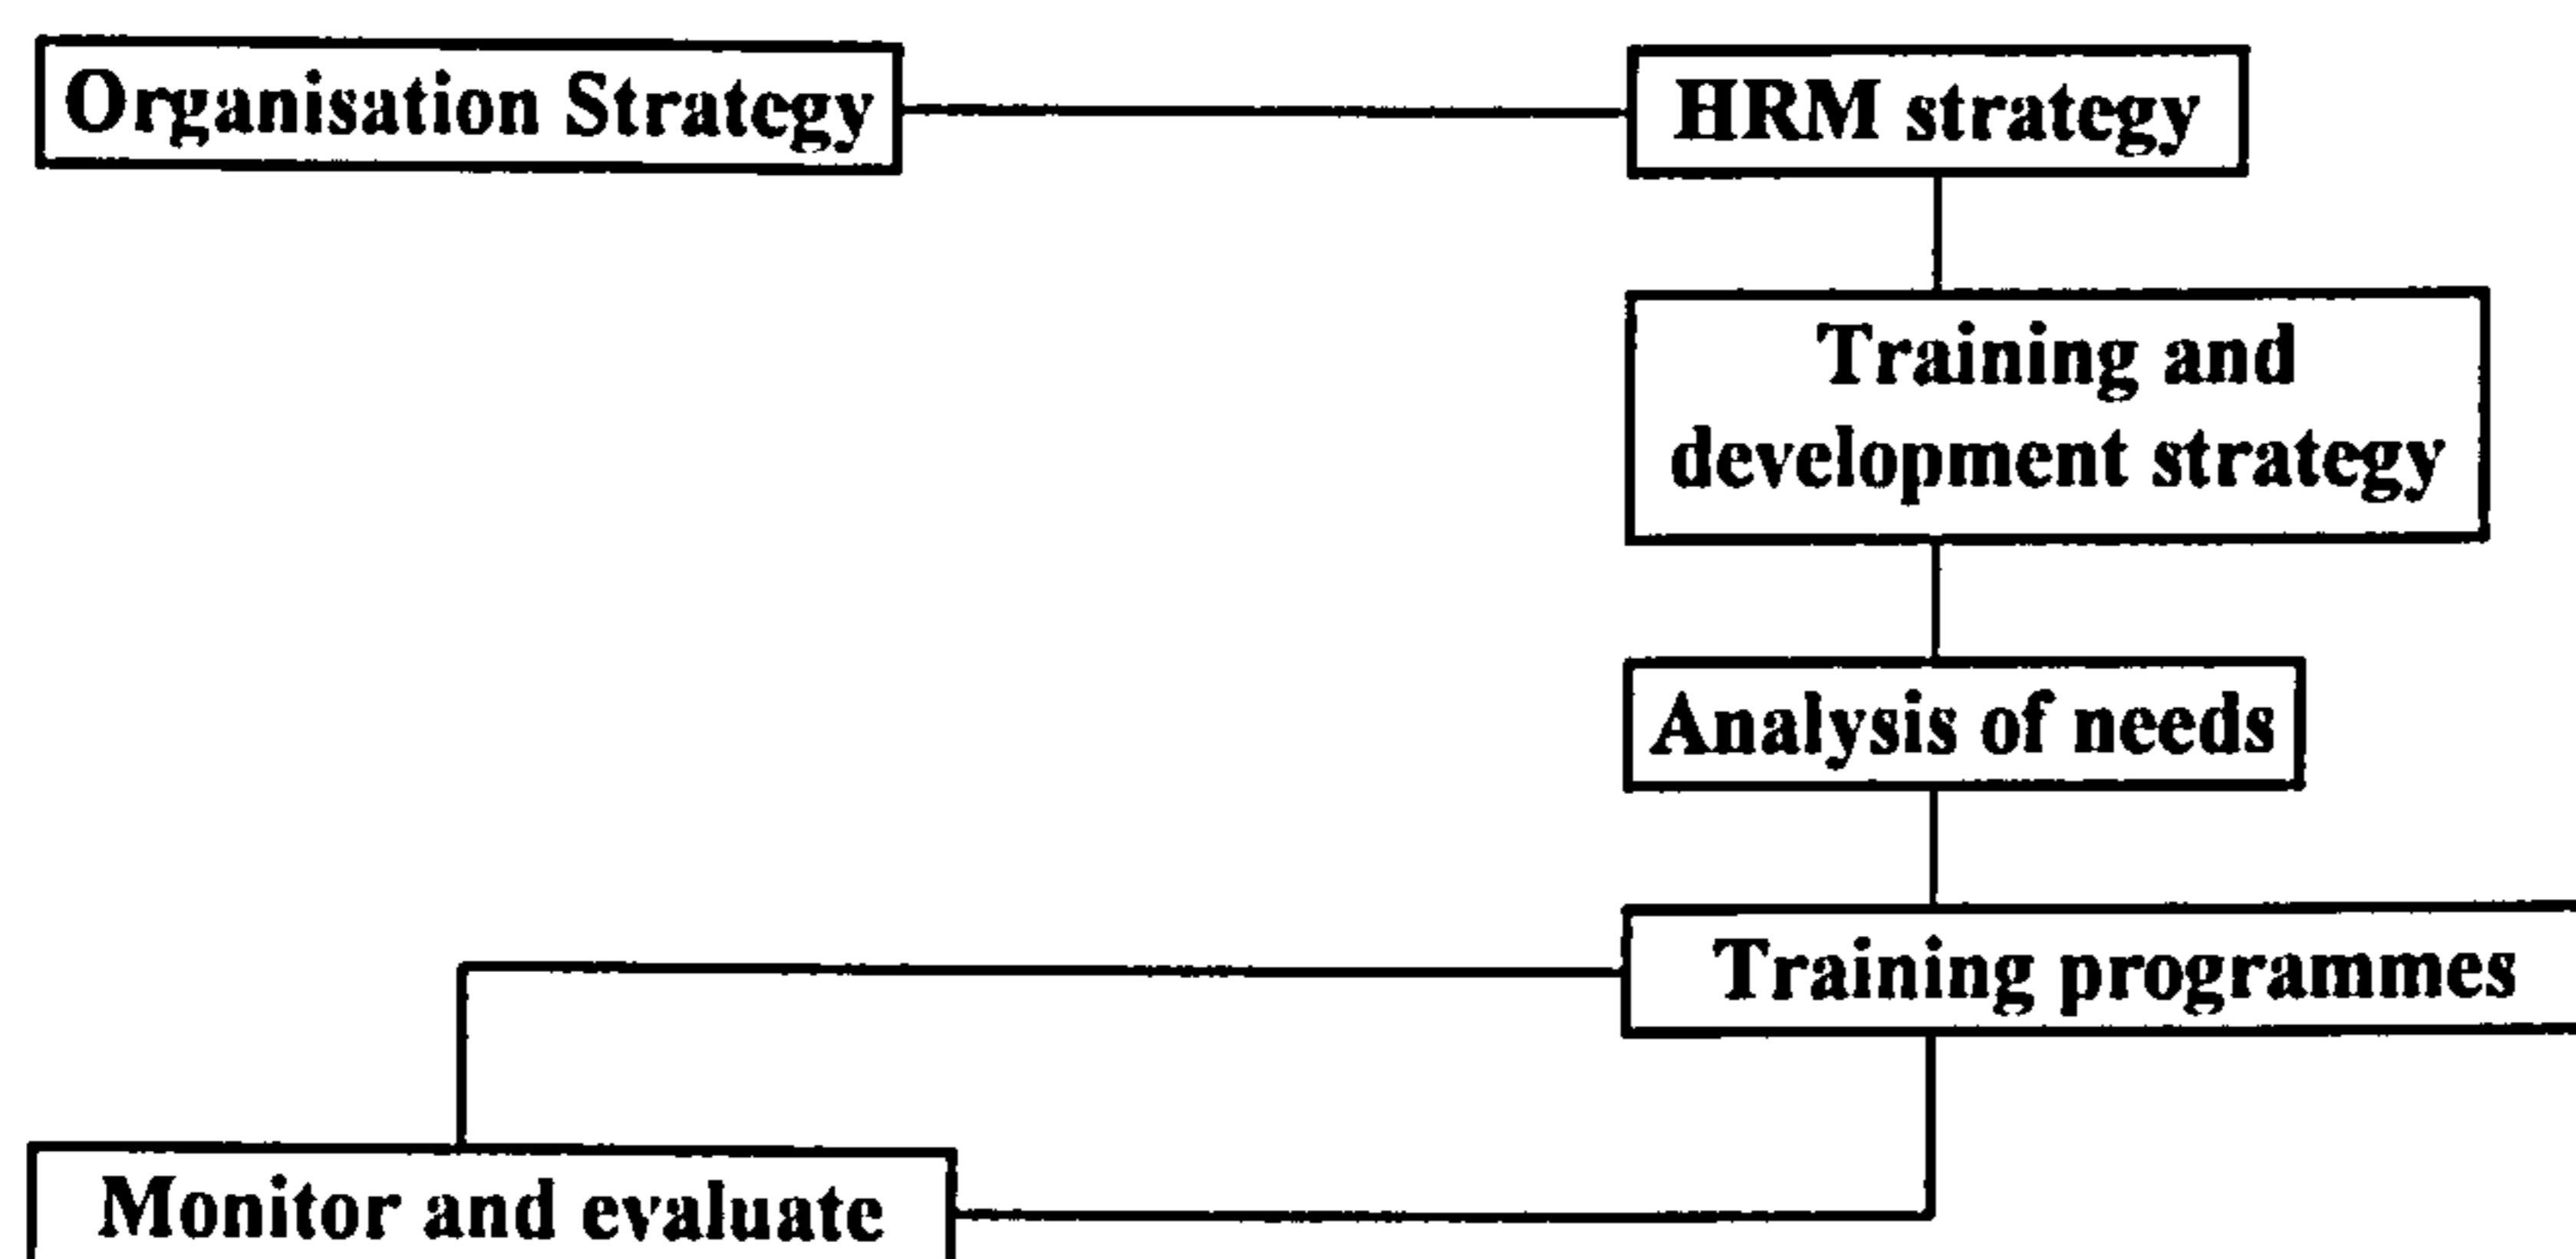 Organisation Strategy
HRM strategy
Training and
development strategy
Analysis of needs
Training programmes
Monitor and evaluate